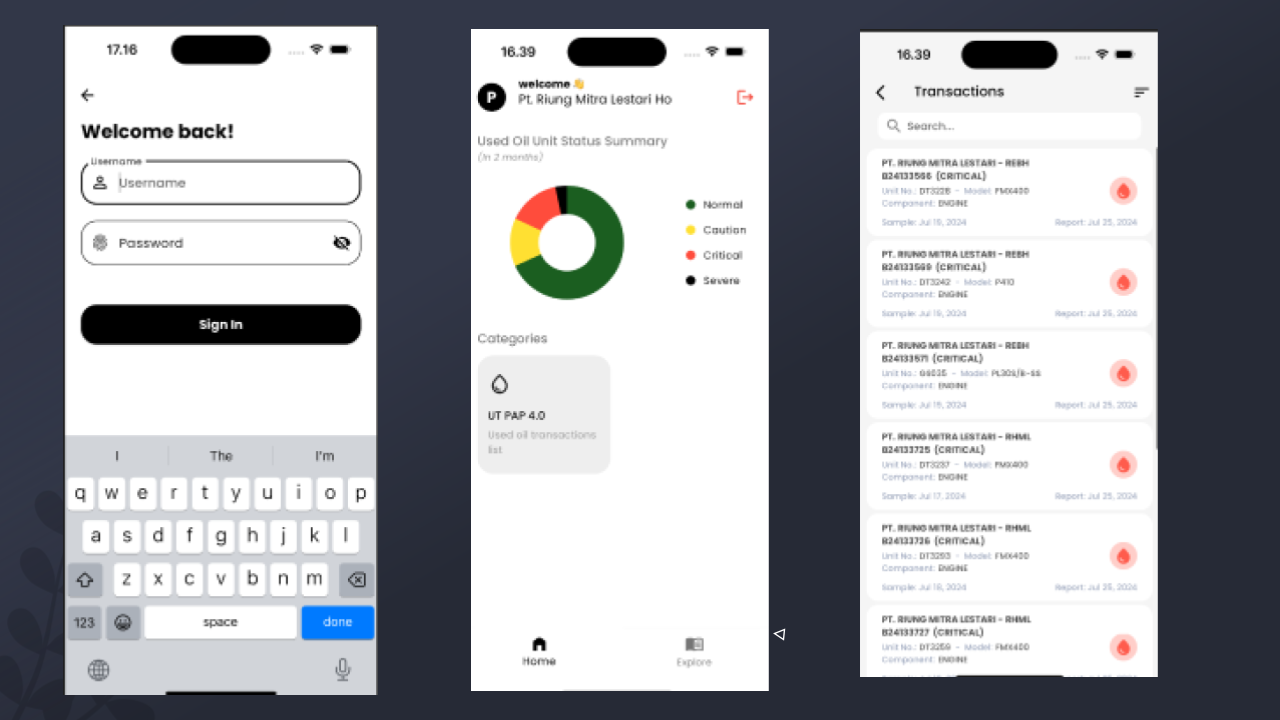 17.16
Welcome back!
Username
Username
Password
Sign In
I The I'm
q w e r t y u i o p
a s d f g h j k l
z x c v b n m
123 space done
16.39
P
welcome 👋
Pt. Riung Mitra Lestari Ho
Used Oil Unit Status Summary
(In 2 months)
Normal
Caution
Critical
Severe
Categories
UT PAP 4.0
Used oil transactions
list
Home Explore
16.39
Transactions
Search...
PT. RIUNG MITRA LESTARI - REBH
B24133566 (CRITICAL)
Unit No.: DT3228 - Model: FMX400
Component: ENGINE
Sample: Jul 19, 2024 Report: Jul 25, 2024
PT. RIUNG MITRA LESTARI - REBH
B24133569 (CRITICAL)
Unit No.: DT3242 - Model: P410
Component: ENGINE
Sample: Jul 19, 2024 Report: Jul 25, 2024
PT. RIUNG MITRA LESTARI - REBH
B24133571 (CRITICAL)
Unit No.: GS035 - Model:
Component: ENGINE
Sample: Jul 19, 2024 Report: Jul 25, 2024
PT. RIUNG MITRA LESTARI - RHML
B24133725 (CRITICAL)
Unit No.: DT3237 - Model: FMX400
Component: ENGINE
Sample: Jul 17, 2024 Report: Jul 25, 2024
PT. RIUNG MITRA LESTARI - RHML
B24133726 (CRITICAL)
Unit No.: DT3293 - Model: FMX400
Component: ENGINE
Sample: Jul 16, 2024 Report: Jul 25, 2024
PT. RIUNG MITRA LESTARI - RHML
B24133727 (CRITICAL)
Unit No.: DT3259 - Model: FMX400
Component: ENGINE